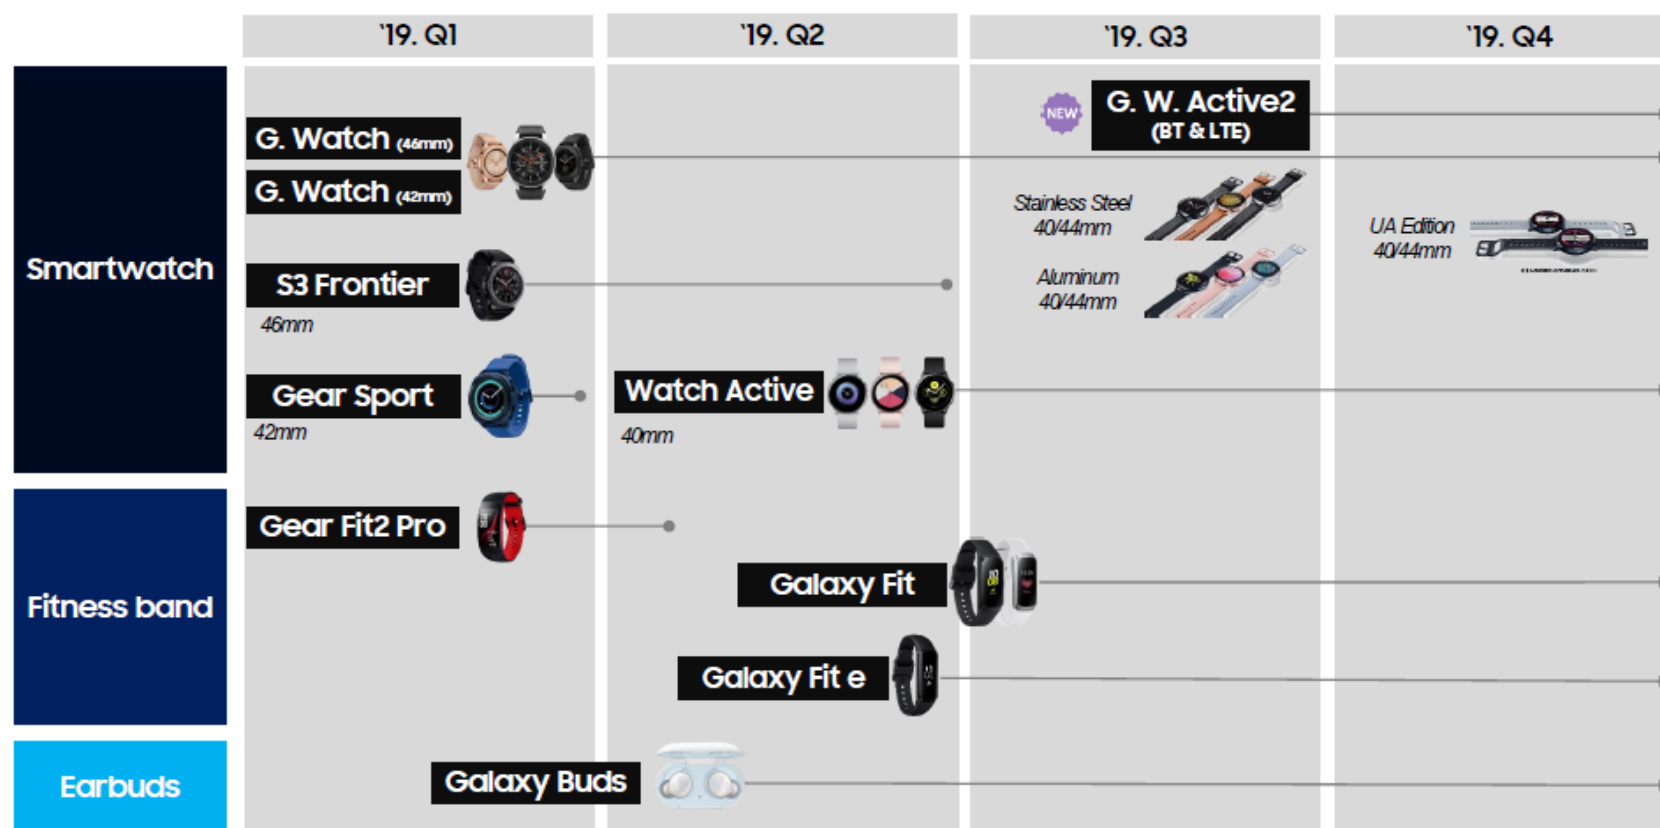 ‵19. Q1
‵19. Q2
‵19. Q3
‵19. Q4
Smartwatch
G. Watch (46mm)
G. Watch (42mm)
S3 Frontier
46mm
Gear Sport
42mm
Watch Active
40mm
NEW
G. W. Active2
(BT & LTE)
Stainless Steel
40/44mm
Aluminum
40/44mm
UA Edition
40/44mm
Fitness band
Gear Fit2 Pro
Galaxy Fit
Galaxy Fit e
Earbuds
Galaxy Buds